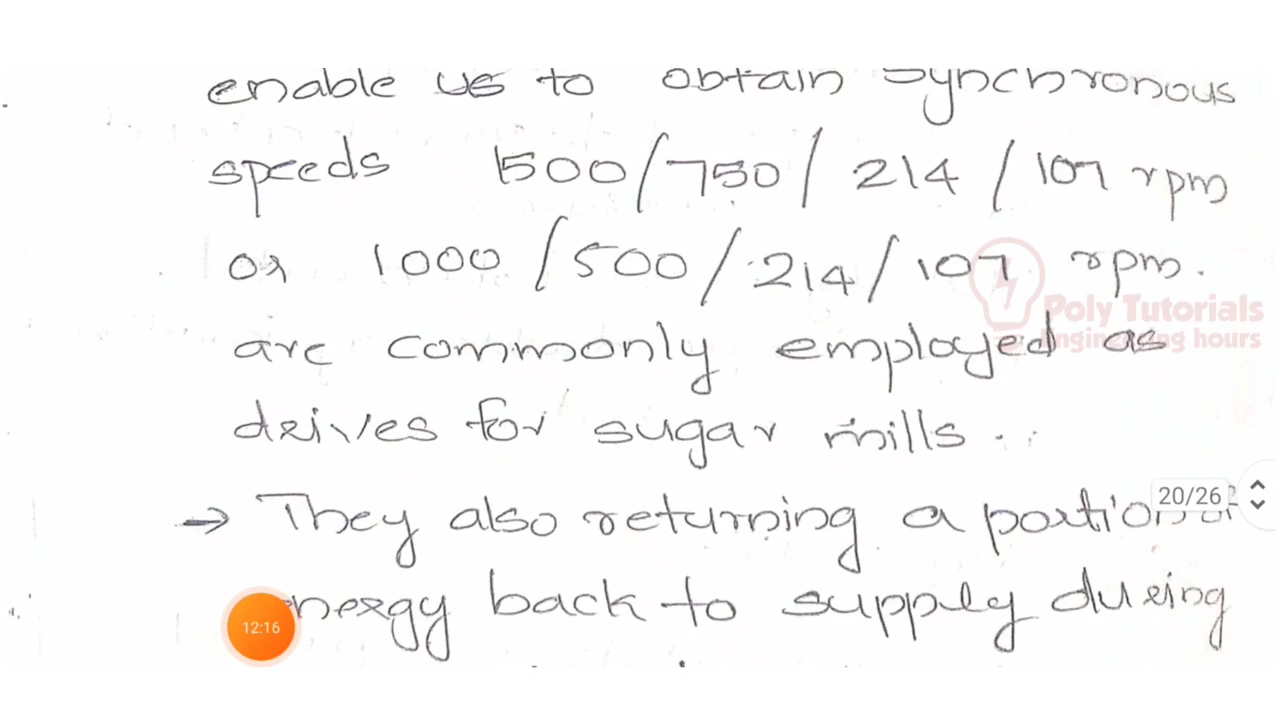 enable us to obtain synchronous
speeds 1500/750/ 214 / 107 rpm
or 1000 /500/ 214/ 107 rpm.
Poly Tutorials
engineering hours
are commonly employed as
drives for sugar mills.
→ They also returning a portion of
20/26
energy back to supply during
12:16